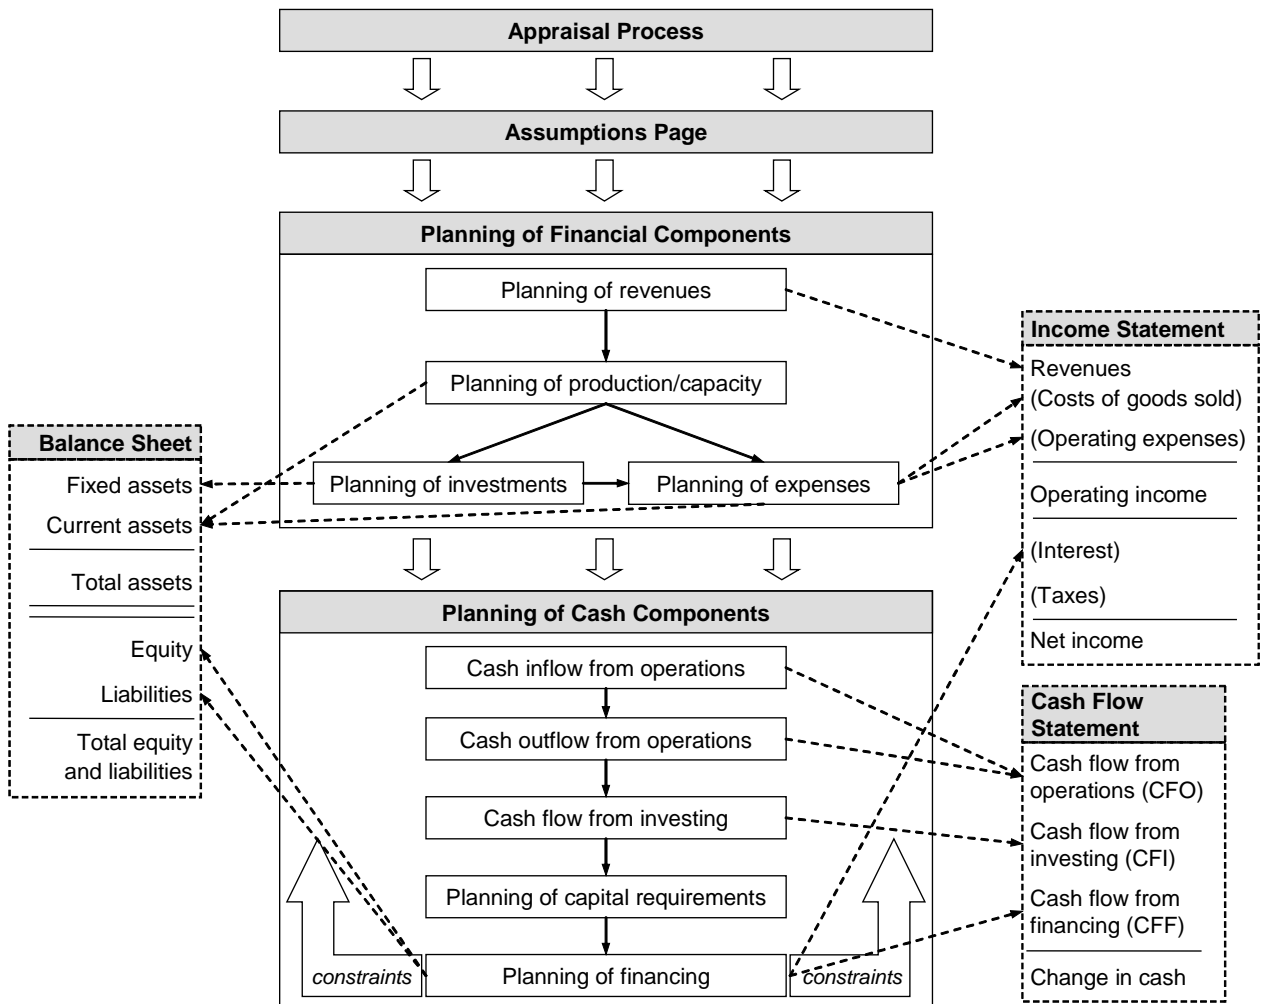 Appraisal Process
Assumptions Page
Planning of Financial Components
Planning of revenues
Planning of production/capacity
Planning of investments
Planning of expenses
Planning of Cash Components
Cash inflow from operations
Cash outflow from operations
Cash flow from investing
Planning of capital requirements
Planning of financing
constraints
constraints
Balance Sheet
Fixed assets
Current assets
Total assets
Equity
Liabilities
Total equity
and liabilities
Income Statement
Revenues
(Costs of goods sold)
(Operating expenses)
Operating income
(Interest)
(Taxes)
Net income
Cash Flow
Statement
Cash flow from
operations (CFO)
Cash flow from
investing (CFI)
Cash flow from
financing (CFF)
Change in cash